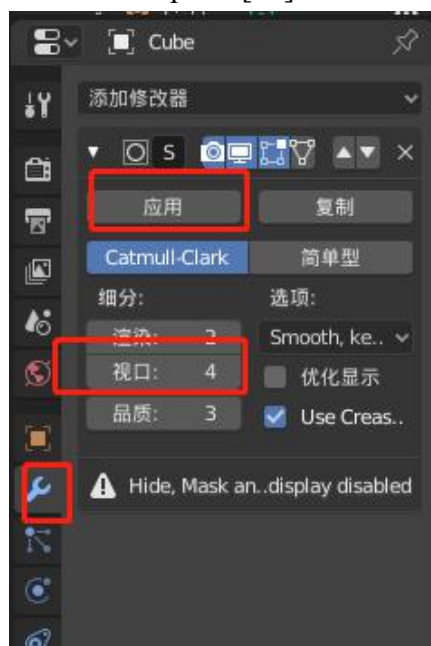 Cube
添加修改器
S
应用 复制
Catmull-Clark 简单型
细分: 选项:
渲染: 2 Smooth, ke..
视口: 4 优化显示
品质: 3 Use Creas..
Hide, Mask an..display disabled